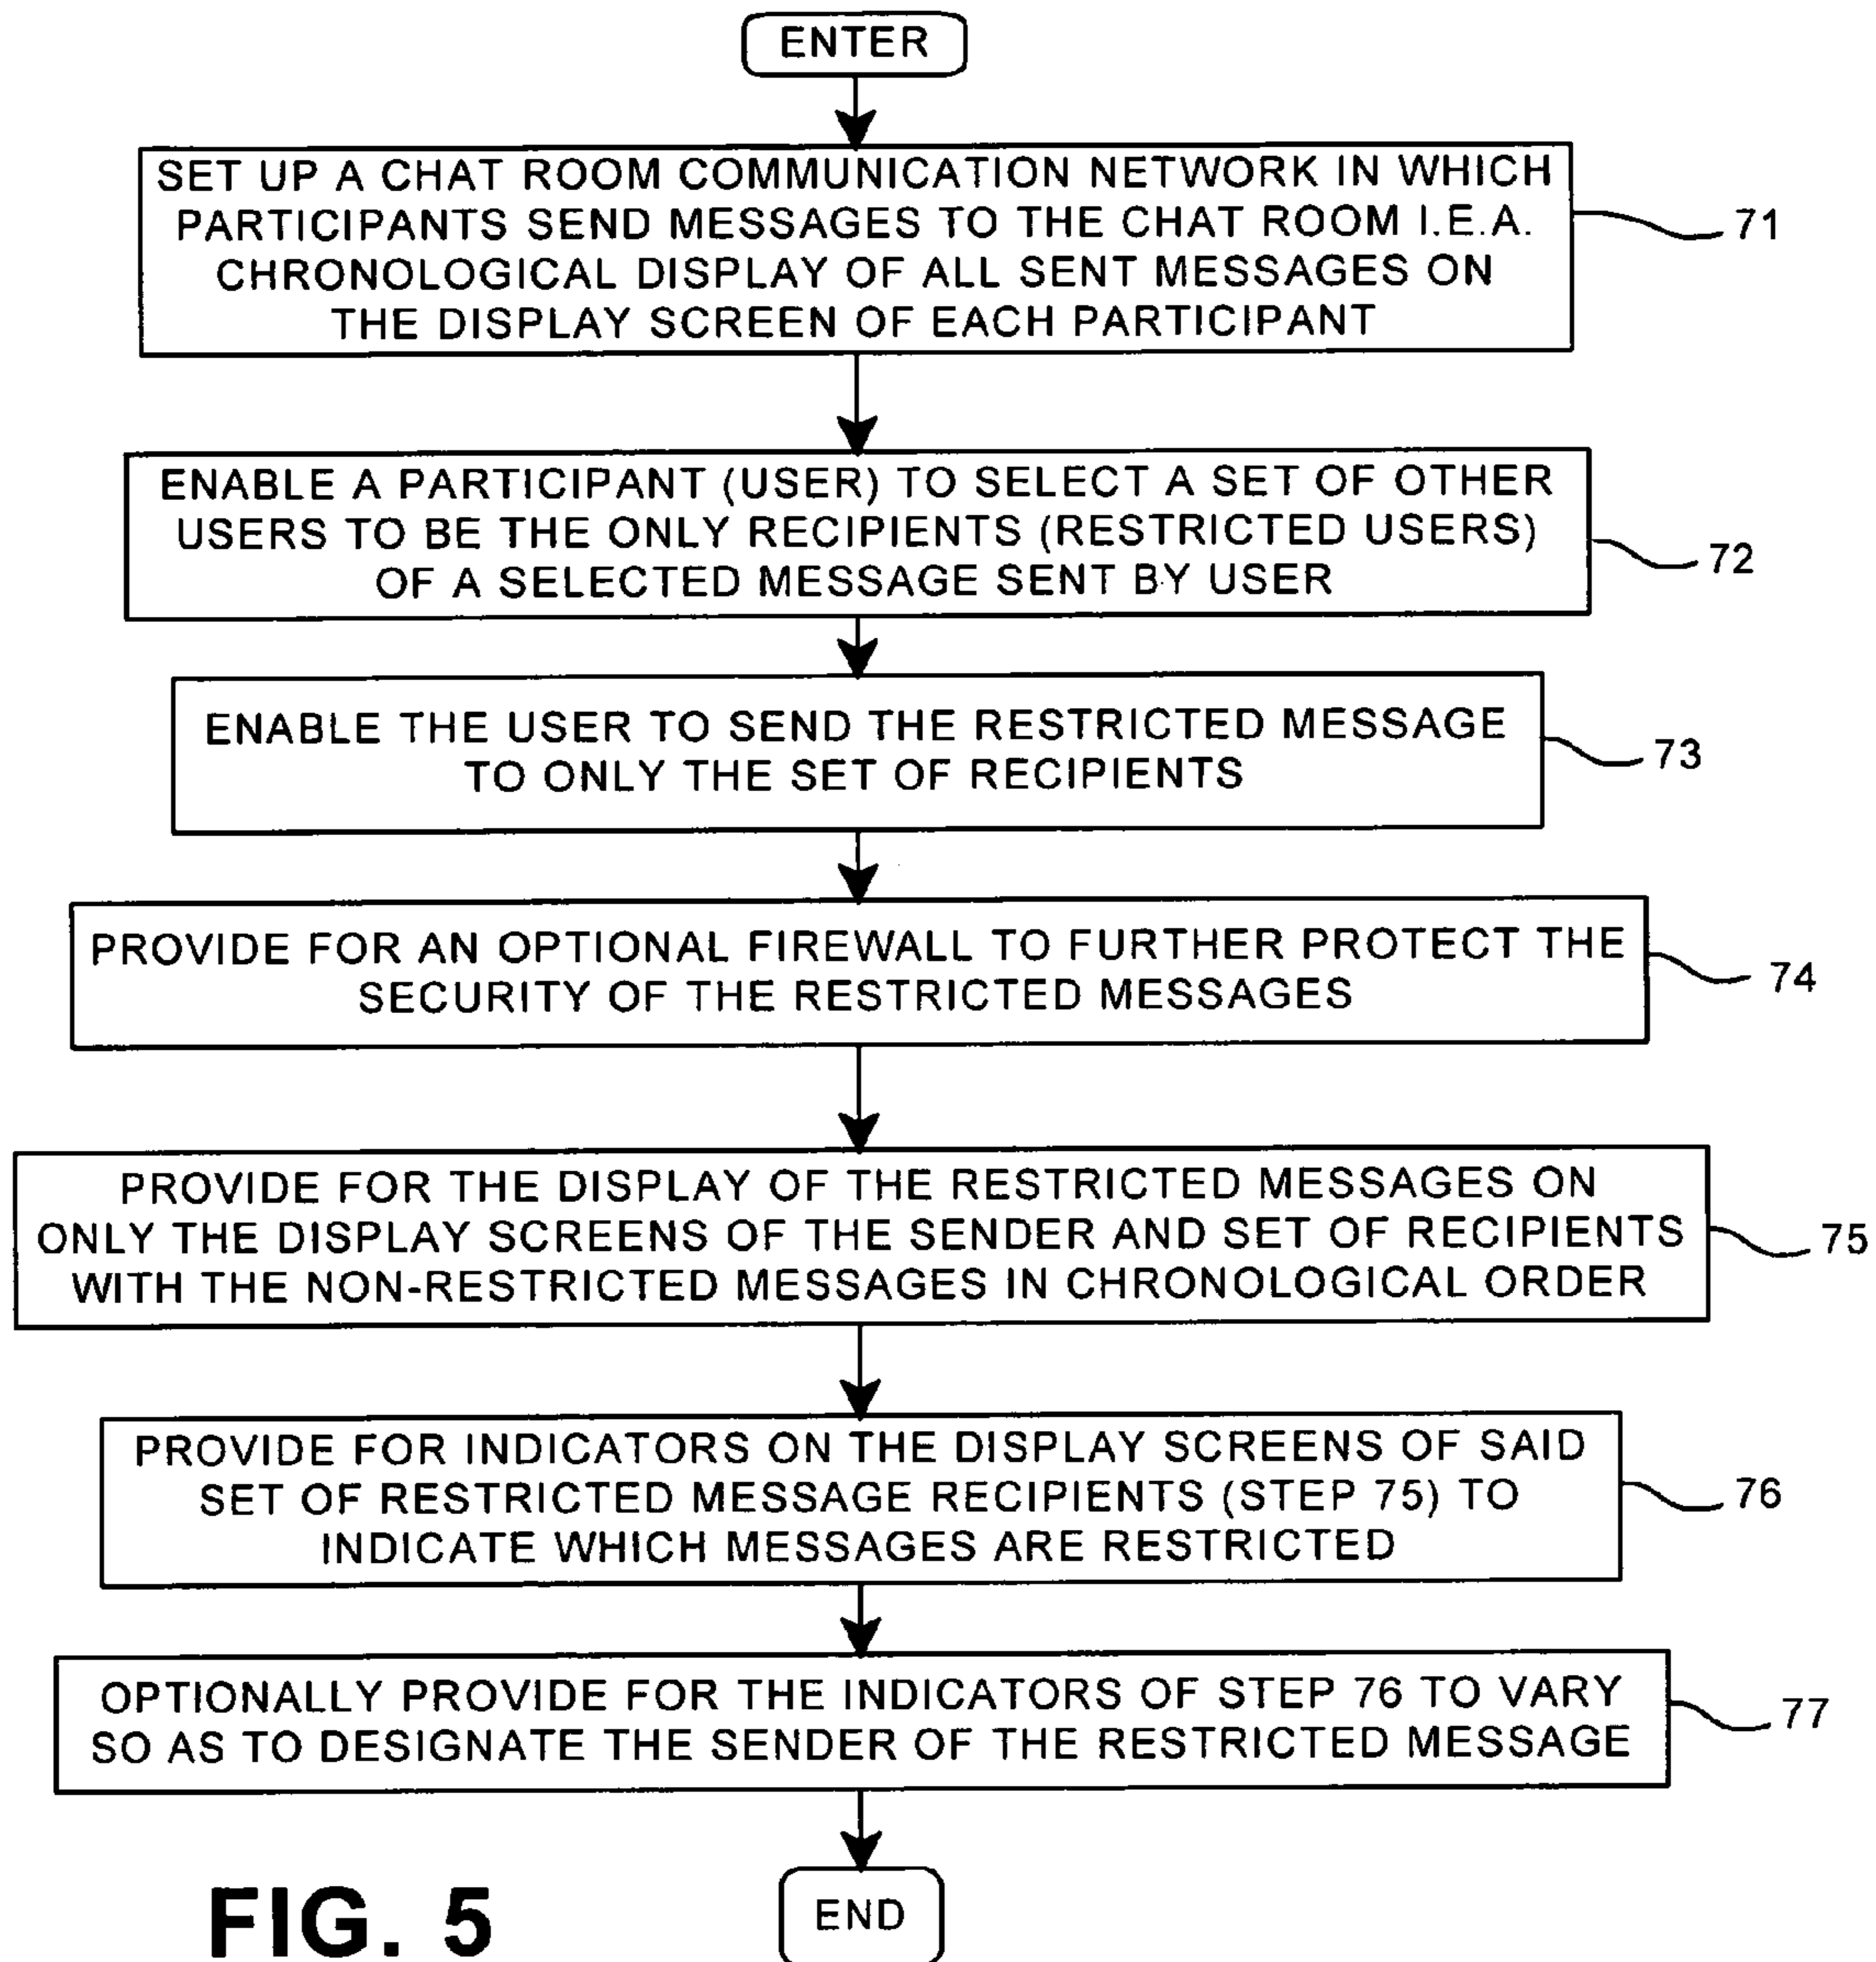 ENTER
SET UP A CHAT ROOM COMMUNICATION NETWORK IN WHICH
PARTICIPANTS SEND MESSAGES TO THE CHAT ROOM I.E.A.
CHRONOLOGICAL DISPLAY OF ALL SENT MESSAGES ON
THE DISPLAY SCREEN OF EACH PARTICIPANT
71
ENABLE A PARTICIPANT (USER) TO SELECT A SET OF OTHER
USERS TO BE THE ONLY RECIPIENTS (RESTRICTED USERS)
OF A SELECTED MESSAGE SENT BY USER
72
ENABLE THE USER TO SEND THE RESTRICTED MESSAGE
TO ONLY THE SET OF RECIPIENTS
73
PROVIDE FOR AN OPTIONAL FIREWALL TO FURTHER PROTECT THE
SECURITY OF THE RESTRICTED MESSAGES
74
PROVIDE FOR THE DISPLAY OF THE RESTRICTED MESSAGES ON
ONLY THE DISPLAY SCREENS OF THE SENDER AND SET OF RECIPIENTS
WITH THE NON-RESTRICTED MESSAGES IN CHRONOLOGICAL ORDER
75
PROVIDE FOR INDICATORS ON THE DISPLAY SCREENS OF SAID
SET OF RESTRICTED MESSAGE RECIPIENTS (STEP 75) TO
INDICATE WHICH MESSAGES ARE RESTRICTED
76
OPTIONALLY PROVIDE FOR THE INDICATORS OF STEP 76 TO VARY
SO AS TO DESIGNATE THE SENDER OF THE RESTRICTED MESSAGE
77
END
FIG. 5